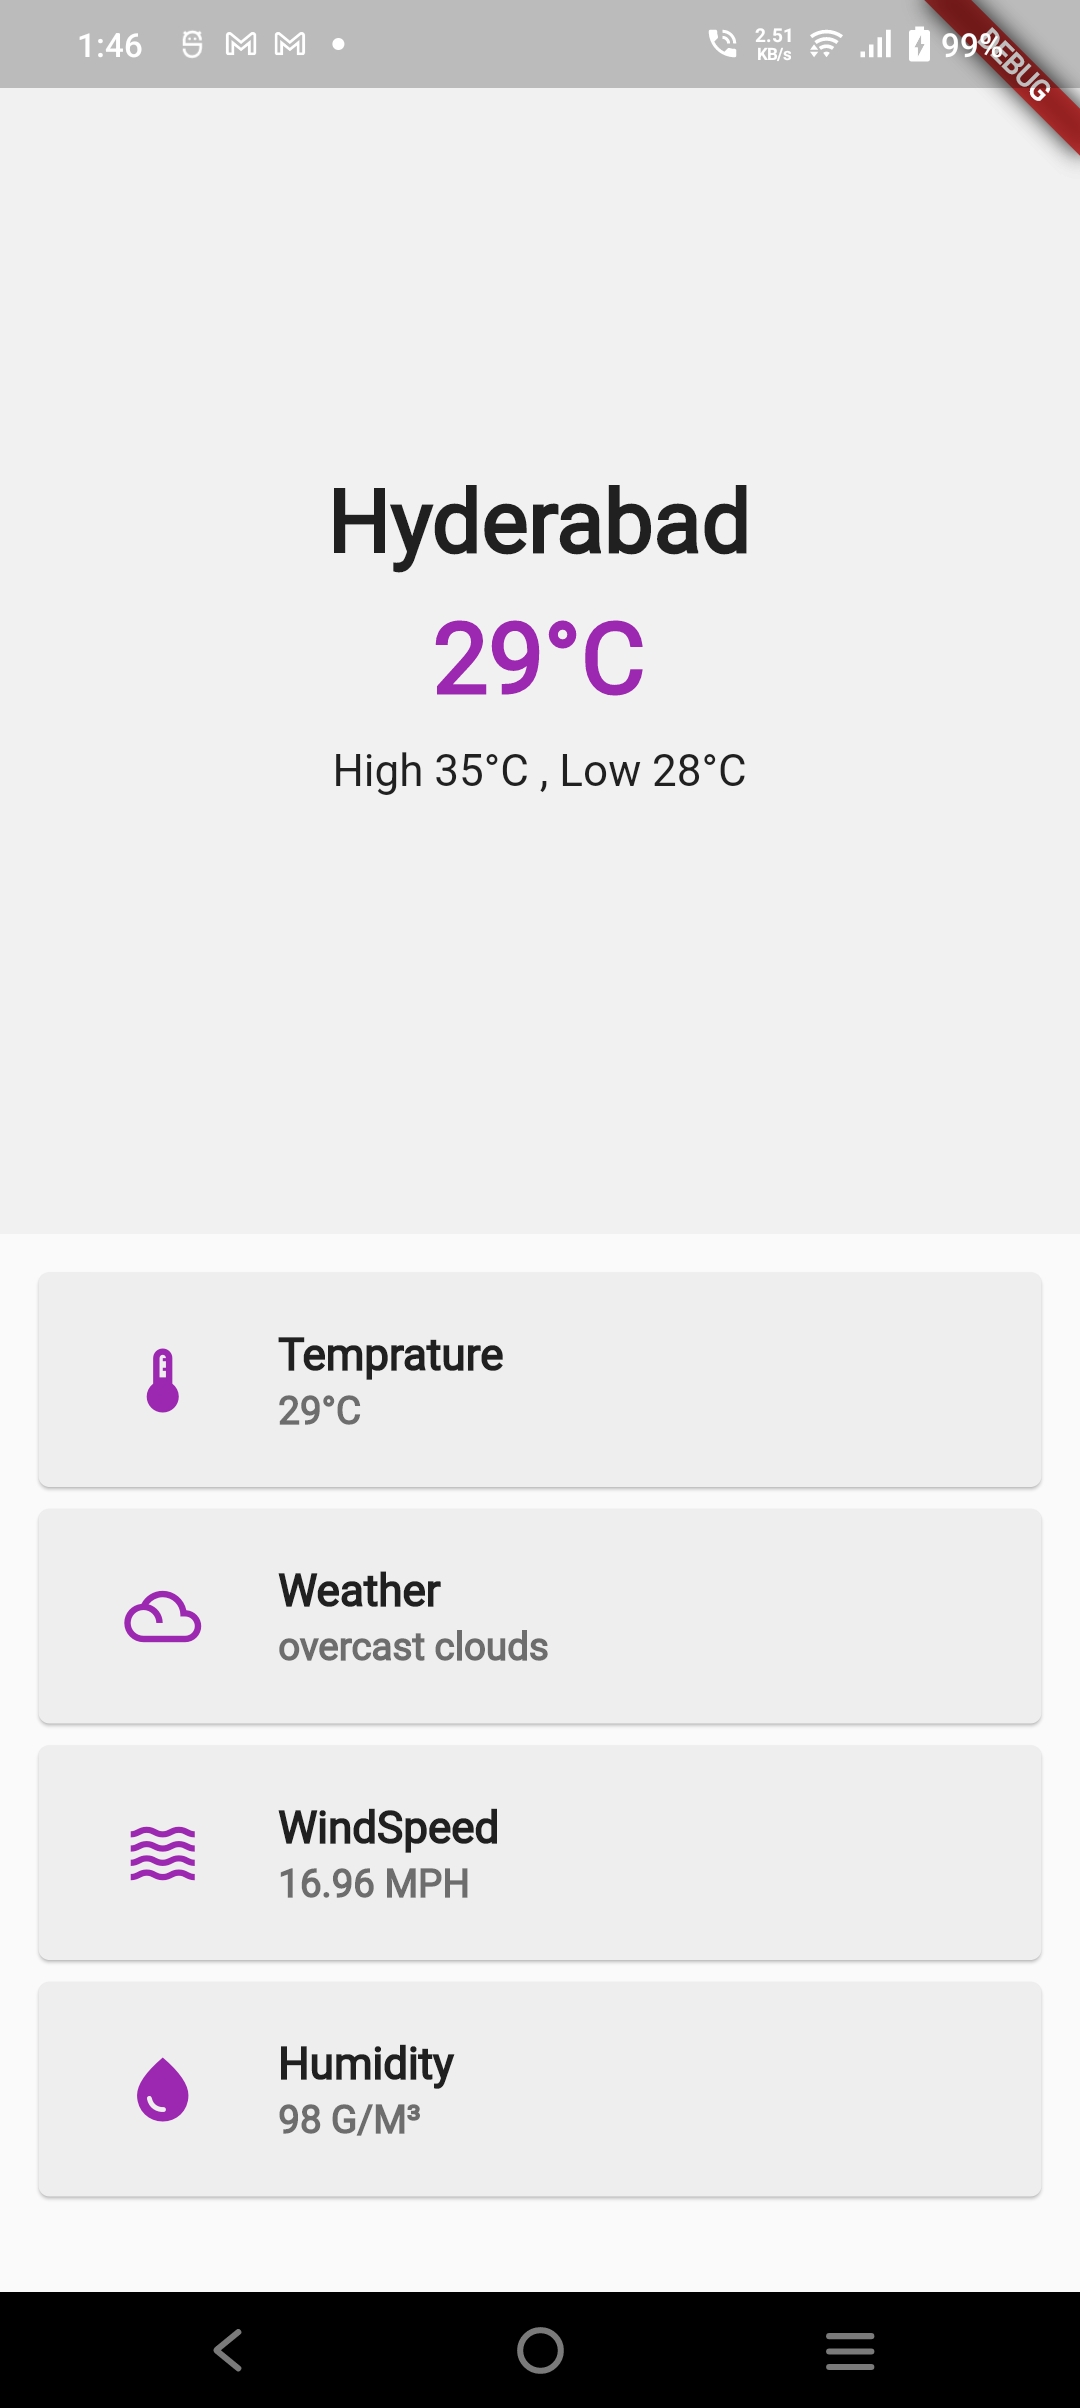 1:46
2.51
KB/s
99%
DEBUG
Hyderabad
29°C
High 35°C , Low 28°C
Temprature
29°C
Weather
overcast clouds
WindSpeed
16.96 MPH
Humidity
98 G/M³